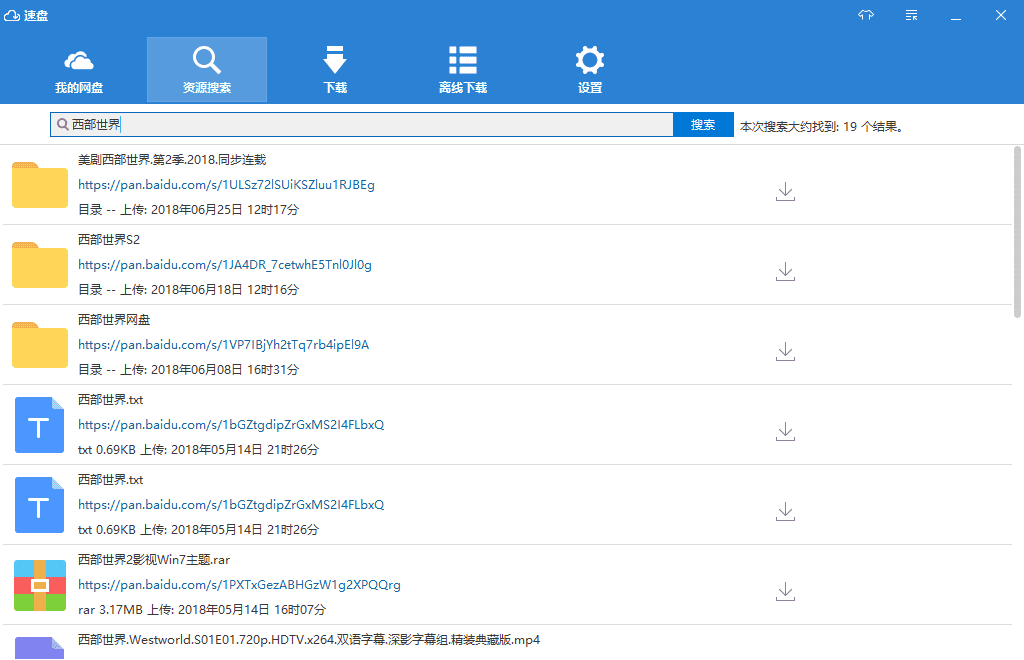 速盘
我的网盘
资源搜索
下载
离线下载
设置
西部世界
搜索
本次搜索大约找到: 19 个结果。
美剧西部世界.第2季.2018.同步连载
https://pan.baidu.com/s/1ULSz72lSUiKSZluu1RJBEg
目录 -- 上传: 2018年06月25日 12时17分
西部世界S2
https://pan.baidu.com/s/1JA4DR_7cetwhE5Tnl0Jl0g
目录 -- 上传: 2018年06月18日 12时16分
西部世界网盘
https://pan.baidu.com/s/1VP7IBjYh2tTq7rb4ipEl9A
目录 -- 上传: 2018年06月08日 16时31分
西部世界.txt
https://pan.baidu.com/s/1bGZtgdipZrGxMS2I4FLbxQ
txt 0.69KB 上传: 2018年05月14日 21时26分
西部世界.txt
https://pan.baidu.com/s/1bGZtgdipZrGxMS2I4FLbxQ
txt 0.69KB 上传: 2018年05月14日 21时26分
西部世界2影视Win7主题.rar
https://pan.baidu.com/s/1PXTxGezABHGzW1g2XPQQrg
rar 3.17MB 上传: 2018年05月14日 16时07分
西部世界.Westworld.S01E01.720p.HDTV.x264.双语字幕.深影字幕组.精装典藏版.mp4